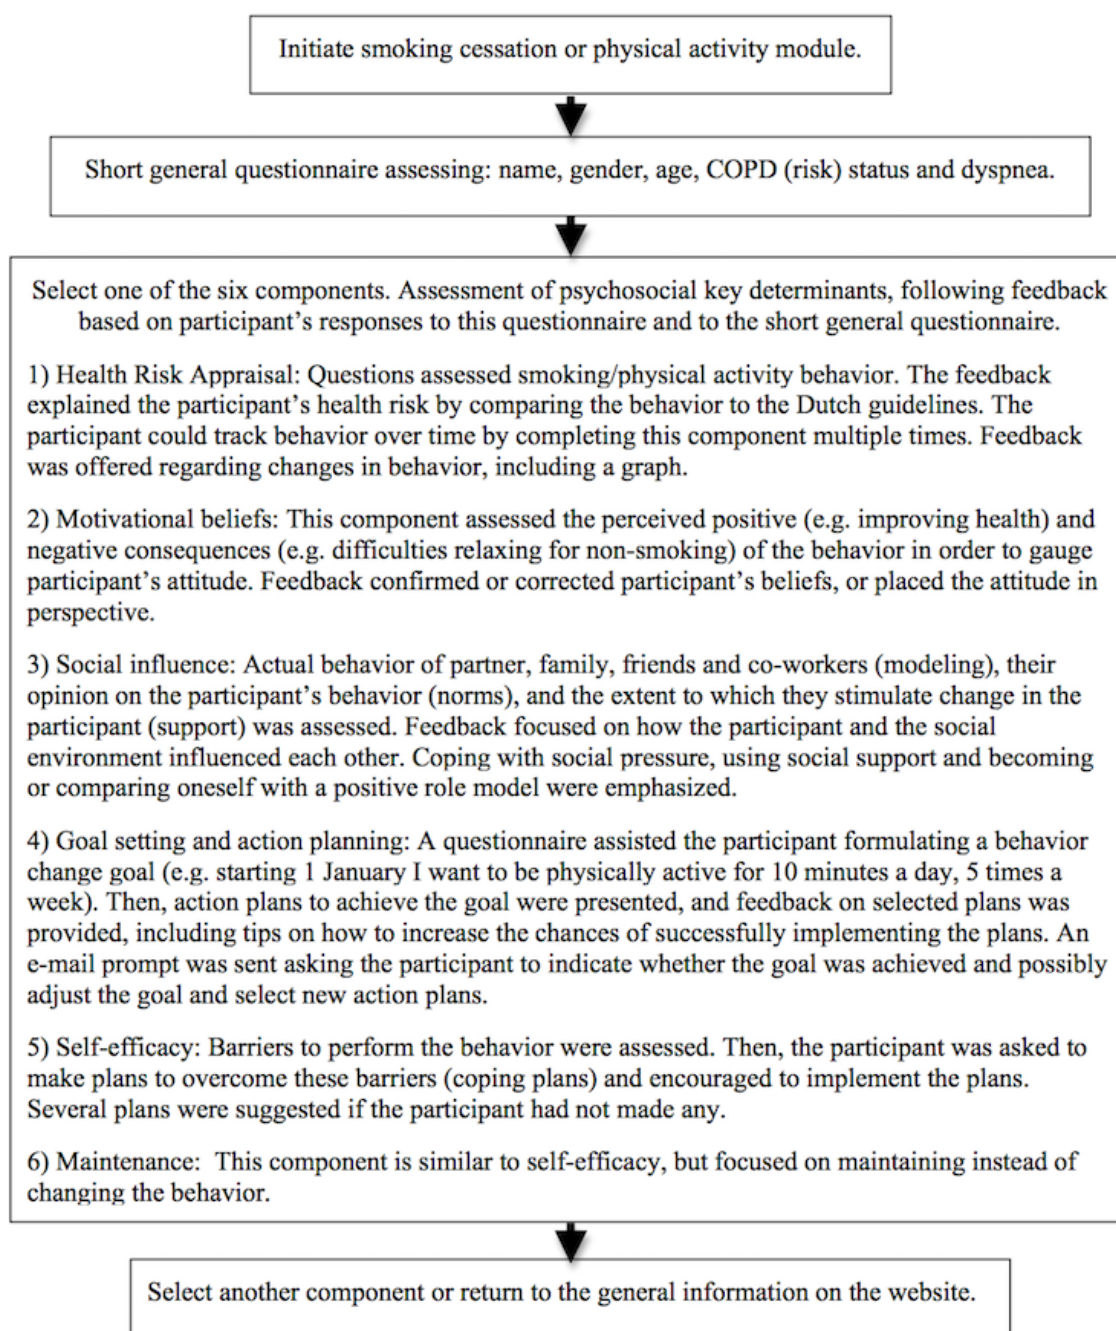 Initiate smoking cessation or physical activity module.
Short general questionnaire assessing: name, gender, age, COPD (risk) status and dyspnea.
Select one of the six components. Assessment of psychosocial key determinants, following feedback
based on participant’s responses to this questionnaire and to the short general questionnaire.
1) Health Risk Appraisal: Questions assessed smoking/physical activity behavior. The feedback
explained the participant’s health risk by comparing the behavior to the Dutch guidelines. The
participant could track behavior over time by completing this component multiple times. Feedback
was offered regarding changes in behavior, including a graph.
2) Motivational beliefs: This component assessed the perceived positive (e.g. improving health) and
negative consequences (e.g. difficulties relaxing for non-smoking) of the behavior in order to gauge
participant’s attitude. Feedback confirmed or corrected participant’s beliefs, or placed the attitude in
perspective.
3) Social influence: Actual behavior of partner, family, friends and co-workers (modeling), their
opinion on the participant’s behavior (norms), and the extent to which they stimulate change in the
participant (support) was assessed. Feedback focused on how the participant and the social
environment influenced each other. Coping with social pressure, using social support and becoming
or comparing oneself with a positive role model were emphasized.
4) Goal setting and action planning: A questionnaire assisted the participant formulating a behavior
change goal (e.g. starting 1 January I want to be physically active for 10 minutes a day, 5 times a
week). Then, action plans to achieve the goal were presented, and feedback on selected plans was
provided, including tips on how to increase the chances of successfully implementing the plans. An
e-mail prompt was sent asking the participant to indicate whether the goal was achieved and possibly
adjust the goal and select new action plans.
5) Self-efficacy: Barriers to perform the behavior were assessed. Then, the participant was asked to
make plans to overcome these barriers (coping plans) and encouraged to implement the plans.
Several plans were suggested if the participant had not made any.
6) Maintenance: This component is similar to self-efficacy, but focused on maintaining instead of
changing the behavior.
Select another component or return to the general information on the website.